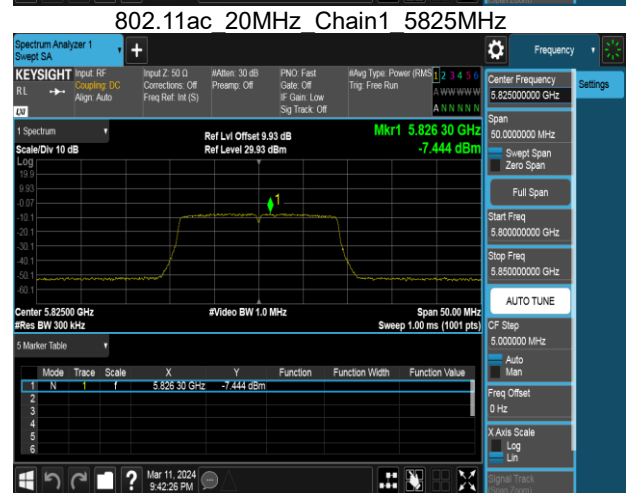 802.11ac_20MHz_Chain1_5825MHz
Spectrum Analyzer 1
Swept SA
+
Frequency
KEYSIGHT
Input: RF
Input Z: 50 Ω
#Atten: 30 dB
PNO: Fast
#Avg Type: Power (RMS
1 2 3 4 5 6
RL
Coupling: DC
Corrections: Off
Preamp: Off
Gate: Off
Trig: Free Run
A WW WW W
Align: Auto
Freq Ref: Int (S)
IF Gain: Low
Sig Track: Off
A N N N N N
LXI
Center Frequency
5.825000000 GHz
Settings
1 Spectrum
Ref Lvl Offset 9.93 dB
Mkr1 5.826 30 GHz
Scale/Div 10 dB
Ref Level 29.93 dBm
-7.444 dBm
Log
19.9
9.93
-0.07
-10.1
-20.1
-30.1
-40.1
-50.1
-60.1
1
Span
50.0000000 MHz
Swept Span
Zero Span
Full Span
Start Freq
5.800000000 GHz
Stop Freq
5.850000000 GHz
AUTO TUNE
Center 5.82500 GHz
#Video BW 1.0 MHz
Span 50.00 MHz
#Res BW 300 kHz
Sweep 1.00 ms (1001 pts)
CF Step
5.000000 MHz
Auto
Man
5 Marker Table
Mode Trace Scale X Y Function Function Width Function Value
1 N 1 f 5.826 30 GHz -7.444 dBm
2
3
4
5
6
Freq Offset
0 Hz
X Axis Scale
Log
Lin
Signal Track
(Span Zoom)
?
Mar 11, 2024
9:42:26 PM